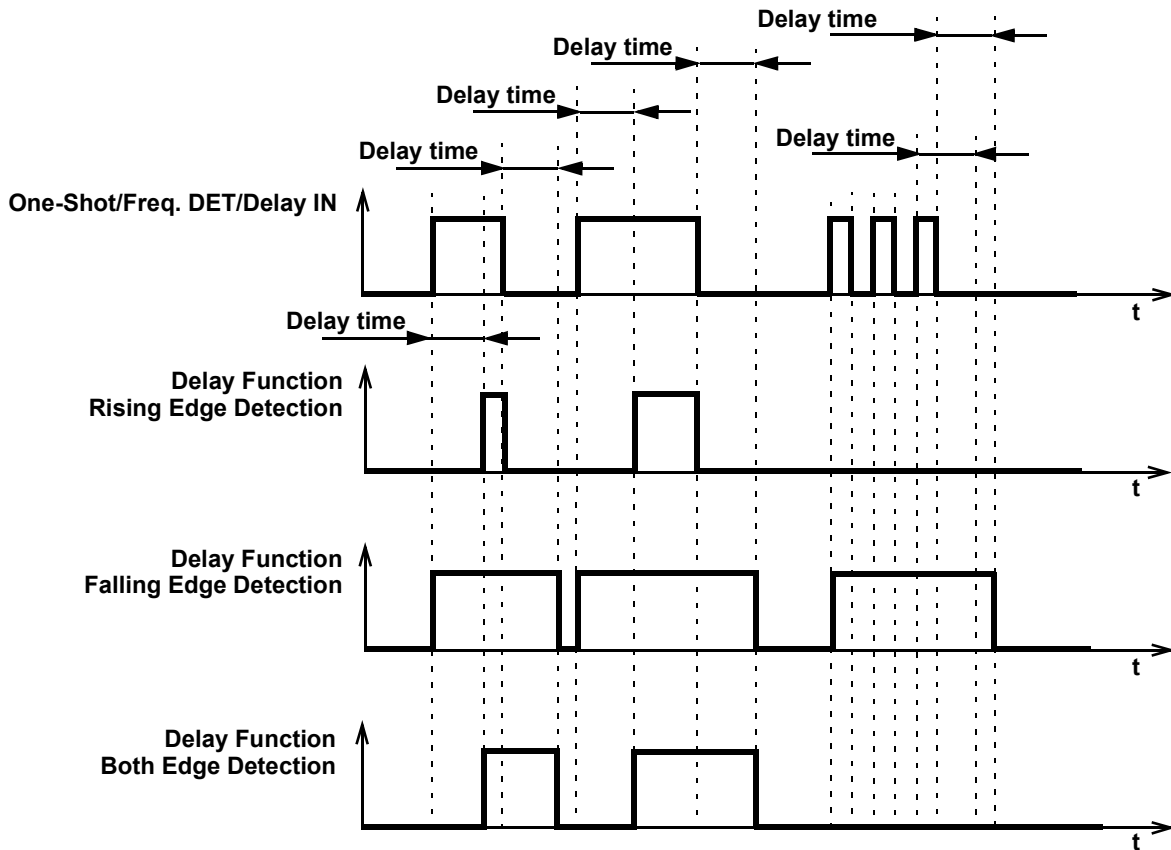 Delay time
Delay time
Delay time
Delay time
Delay time
One-Shot/Freq. DET/Delay IN
t
Delay time
Delay Function
Rising Edge Detection
t
Delay Function
Falling Edge Detection
t
Delay Function
Both Edge Detection
t